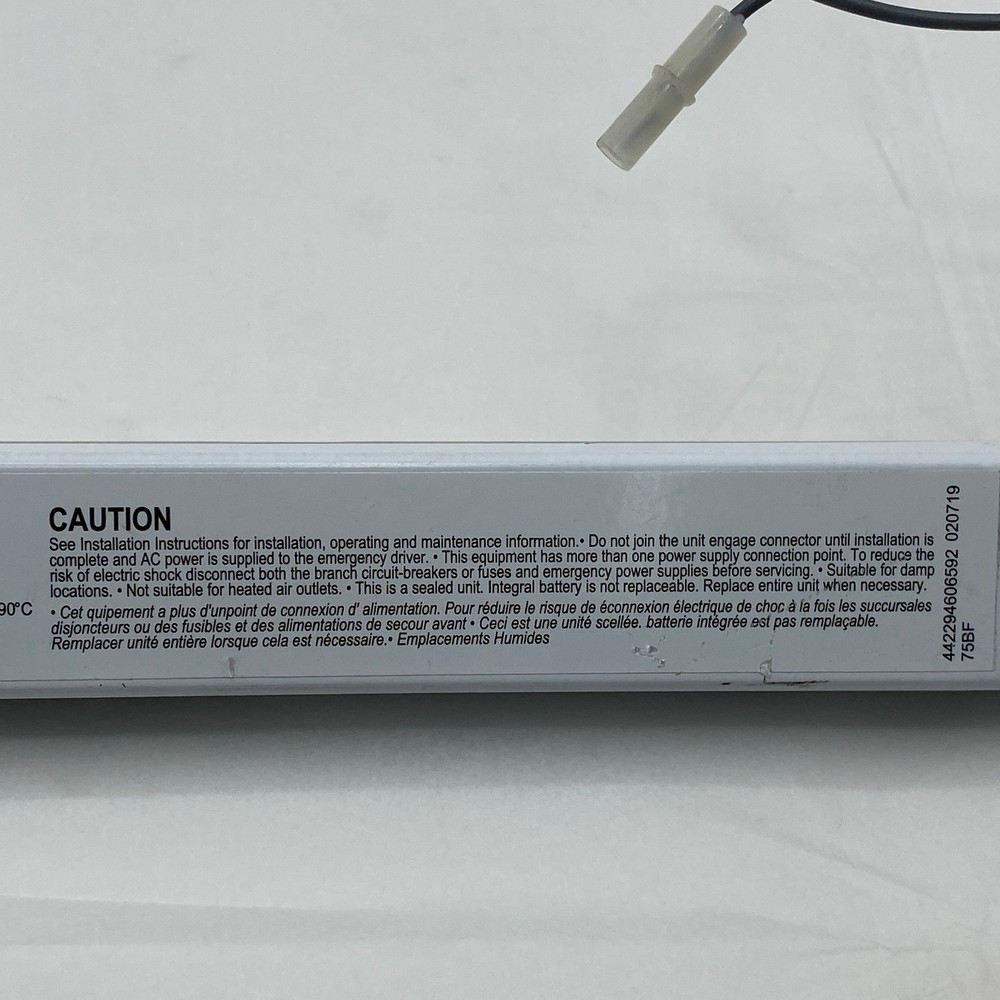 CAUTION
See Installation Instructions for installation, operating and maintenance information.• Do not join the unit engage connector until installation is
complete and AC power is supplied to the emergency driver. • This equipment has more than one power supply connection point. To reduce the
risk of electric shock disconnect both the branch circuit-breakers or fuses and emergency power supplies before servicing. • Suitable for damp
locations. • Not suitable for heated air outlets. • This is a sealed unit. Integral battery is not replaceable. Replace entire unit when necessary.
90°C
• Cet quipement a plus d'unpoint de connexion d' alimentation. Pour réduire le risque de éconnexion électrique de choc à la fois les succursales
disjoncteurs ou des fusibles et des alimentations de secour avant • Ceci est une unité scellée. batterie intégrée est pas remplaçable.
Remplacer unité entière lorsque cela est nécessaire.• Emplacements Humides
442294606592 020719
75BF